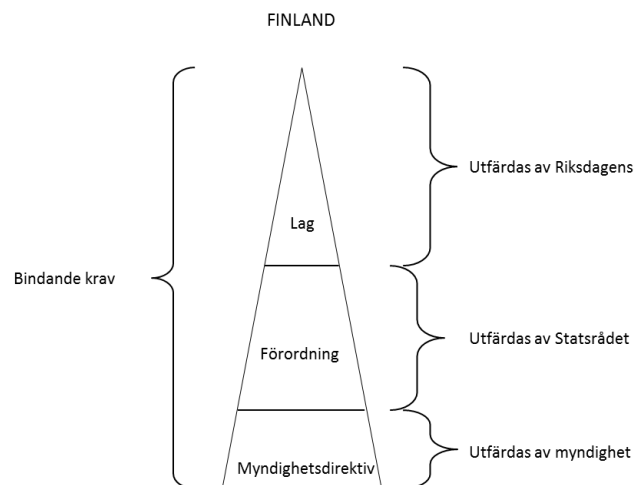 FINLAND
Utfärdas av Riksdagens
Lag
Bindande krav
Utfärdas av Statsrådet
Förordning
Utfärdas av myndighet
Myndighetsdirektiv